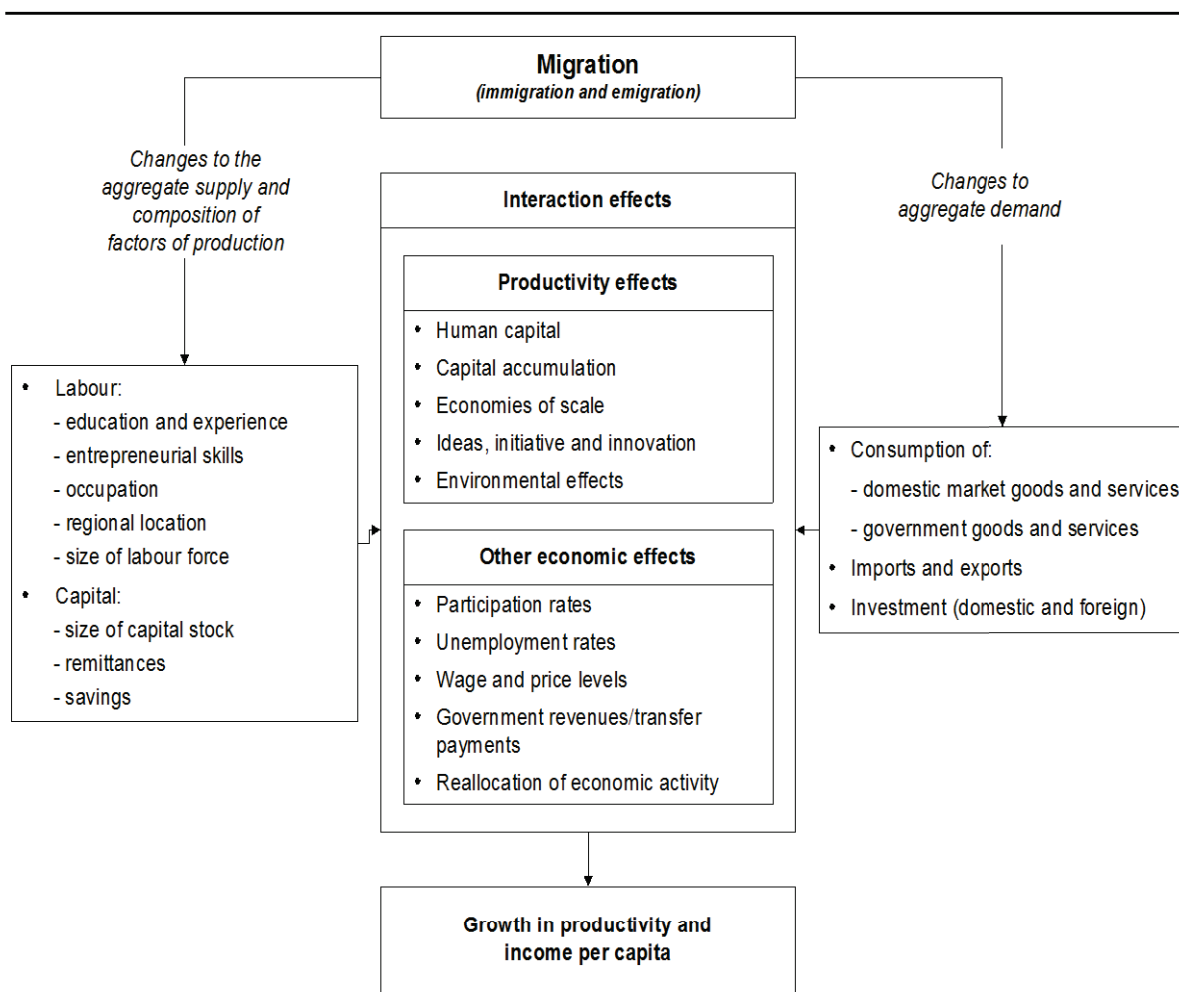 Migration
(immigration and emigration)
Changes to the
aggregate supply and
composition of
factors of production
Changes to
aggregate demand
Interaction effects
Productivity effects
• Human capital
• Capital accumulation
• Economies of scale
• Ideas, initiative and innovation
• Environmental effects
• Labour:
- education and experience
- entrepreneurial skills
- occupation
- regional location
- size of labour force
• Capital:
- size of capital stock
- remittances
- savings
• Consumption of:
- domestic market goods and services
- government goods and services
• Imports and exports
• Investment (domestic and foreign)
Other economic effects
• Participation rates
• Unemployment rates
• Wage and price levels
• Government revenues/transfer
payments
• Reallocation of economic activity
Growth in productivity and
income per capita